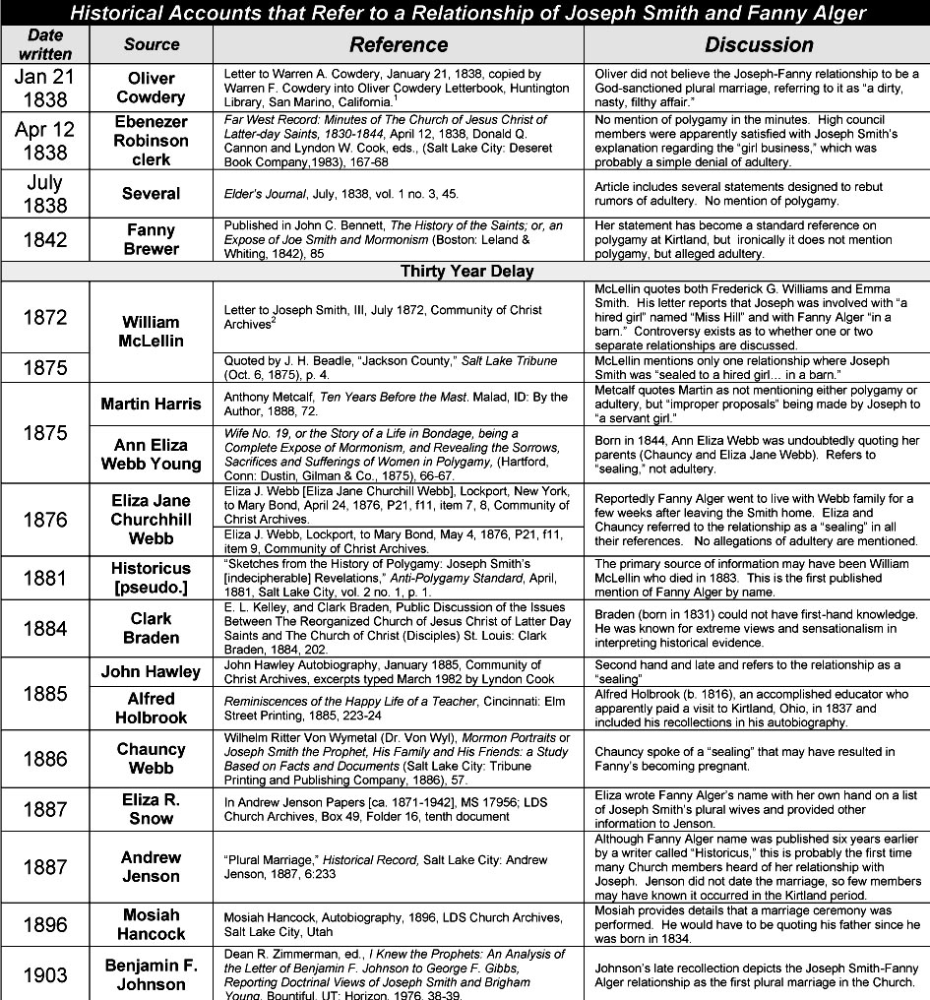 Historical Accounts that Refer to a Relationship of Joseph Smith and Fanny Alger
Date
written
Source
Reference
Discussion
Jan 21
1838
Oliver
Cowdery
Letter to Warren A. Cowdery, January 21, 1838, copied by
Warren F. Cowdery into Oliver Cowdery Letterbook, Huntington
Library, San Marino, California.1
Oliver did not believe the Joseph-Fanny relationship to be a
God-sanctioned plural marriage, referring to it as “a dirty,
nasty, filthy affair.”
Apr 12
1838
Ebenezer
Robinson
clerk
Far West Record: Minutes of The Church of Jesus Christ of
Latter-day Saints, 1830-1844, April 12, 1838, Donald Q.
Cannon and Lyndon W. Cook, eds., (Salt Lake City: Deseret
Book Company,1983), 167-68
No mention of polygamy in the minutes. High council
members were apparently satisfied with Joseph Smith's
explanation regarding the “girl business,” which was
probably a simple denial of adultery.
July
1838
Several
Elder's Journal, July, 1838, vol. 1 no. 3, 45.
Article includes several statements designed to rebut
rumors of adultery. No mention of polygamy.
1842
Fanny
Brewer
Published in John C. Bennett, The History of the Saints; or, an
Expose of Joe Smith and Mormonism (Boston: Leland &
Whiting, 1842), 85
Her statement has become a standard reference on
polygamy at Kirtland, but ironically it does not mention
polygamy, but alleged adultery.
Thirty Year Delay
1872
William
McLellin
Letter to Joseph Smith, III, July 1872, Community of Christ
Archives2
McLellin quotes both Frederick G. Williams and Emma
Smith. His letter reports that Joseph was involved with “a
hired girl” named “Miss Hill” and with Fanny Alger “in a
barn.” Controversy exists as to whether one or two
separate relationships are discussed.
1875
Quoted by J. H. Beadle, “Jackson County,” Salt Lake Tribune
(Oct. 6, 1875), p. 4.
McLellin mentions only one relationship where Joseph
Smith was “sealed to a hired girl... in a barn.”
1875
Martin Harris
Anthony Metcalf, Ten Years Before the Mast. Malad, ID: By the
Author, 1888, 72.
Metcalf quotes Martin as not mentioning either polygamy or
adultery, but “improper proposals” being made by Joseph to
“a servant girl.”
Ann Eliza
Webb Young
Wife No. 19, or the Story of a Life in Bondage, being a
Complete Expose of Mormonism, and Revealing the Sorrows,
Sacrifices and Sufferings of Women in Polygamy, (Hartford,
Conn: Dustin, Gilman & Co., 1875), 66-67.
Born in 1844, Ann Eliza Webb was undoubtedly quoting her
parents (Chauncy and Eliza Jane Webb). Refers to
“sealing,” not adultery.
1876
Eliza Jane
Churchhill
Webb
Eliza J. Webb [Eliza Jane Churchill Webb], Lockport, New York,
to Mary Bond, April 24, 1876, P21, f11, item 7, 8, Community of
Christ Archives.
Eliza J. Webb, Lockport, to Mary Bond, May 4, 1876, P21, f11,
item 9, Community of Christ Archives.
Reportedly Fanny Alger went to live with Webb family for a
few weeks after leaving the Smith home. Eliza and
Chauncy referred to the relationship as a “sealing” in all
their references. No allegations of adultery are mentioned.
1881
Historicus
[pseudo.]
“Sketches from the History of Polygamy: Joseph Smith's
[indecipherable] Revelations,” Anti-Polygamy Standard, April,
1881, Salt Lake City, vol. 2 no. 1, p. 1.
The primary source of information may have been William
McLellin who died in 1883. This is the first published
mention of Fanny Alger by name.
1884
Clark
Braden
E. L. Kelley, and Clark Braden, Public Discussion of the Issues
Between The Reorganized Church of Jesus Christ of Latter Day
Saints and The Church of Christ (Disciples) St. Louis: Clark
Braden, 1884, 202.
Braden (born in 1831) could not have first-hand knowledge.
He was known for extreme views and sensationalism in
interpreting historical evidence.
1885
John Hawley
John Hawley Autobiography, January 1885, Community of
Christ Archives, excerpts typed March 1982 by Lyndon Cook
Second hand and late and refers to the relationship as a
“sealing”
Alfred
Holbrook
Reminiscences of the Happy Life of a Teacher, Cincinnati: Elm
Street Printing, 1885, 223-24
Alfred Holbrook (b. 1816), an accomplished educator who
apparently paid a visit to Kirtland, Ohio, in 1837 and
included his recollections in his autobiography.
1886
Chauncy
Webb
Wilhelm Ritter Von Wymetal (Dr. Von Wyl), Mormon Portraits or
Joseph Smith the Prophet, His Family and His Friends: a Study
Based on Facts and Documents (Salt Lake City: Tribune
Printing and Publishing Company, 1886), 57.
Chauncy spoke of a “sealing” that may have resulted in
Fanny's becoming pregnant.
1887
Eliza R.
Snow
In Andrew Jenson Papers [ca. 1871-1942], MS 17956; LDS
Church Archives, Box 49, Folder 16, tenth document
Eliza wrote Fanny Alger's name with her own hand on a list
of Joseph Smith's plural wives and provided other
information to Jenson.
1887
Andrew
Jenson
“Plural Marriage,” Historical Record, Salt Lake City: Andrew
Jenson, 1887, 6:233
Although Fanny Alger name was published six years earlier
by a writer called “Historicus,” this is probably the first time
many Church members heard of her relationship with
Joseph. Jenson did not date the marriage, so few members
may have known it occurred in the Kirtland period.
1896
Mosiah
Hancock
Mosiah Hancock, Autobiography, 1896, LDS Church Archives,
Salt Lake City, Utah
Mosiah provides details that a marriage ceremony was
performed. He would have to be quoting his father since he
was born in 1834.
1903
Benjamin F.
Johnson
Dean R. Zimmerman, ed., I Knew the Prophets: An Analysis of
the Letter of Benjamin F. Johnson to George F. Gibbs,
Reporting Doctrinal Views of Joseph Smith and Brigham
Young, Bountiful, UT: Horizon, 1976, 38-39.
Johnson's late recollection depicts the Joseph Smith-Fanny
Alger relationship as the first plural marriage in the Church.